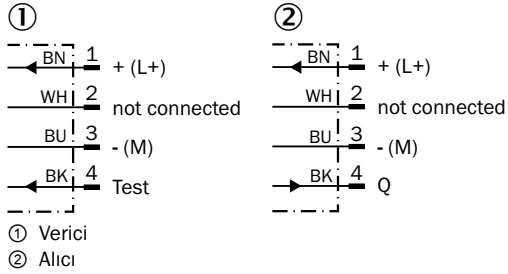 ① ②
BN 1 + (L+) BN 1 + (L+)
WH 2 not connected WH 2 not connected
BU 3 - (M) BU 3 - (M)
BK 4 Test BK 4 Q
① Verici
② Alıcı